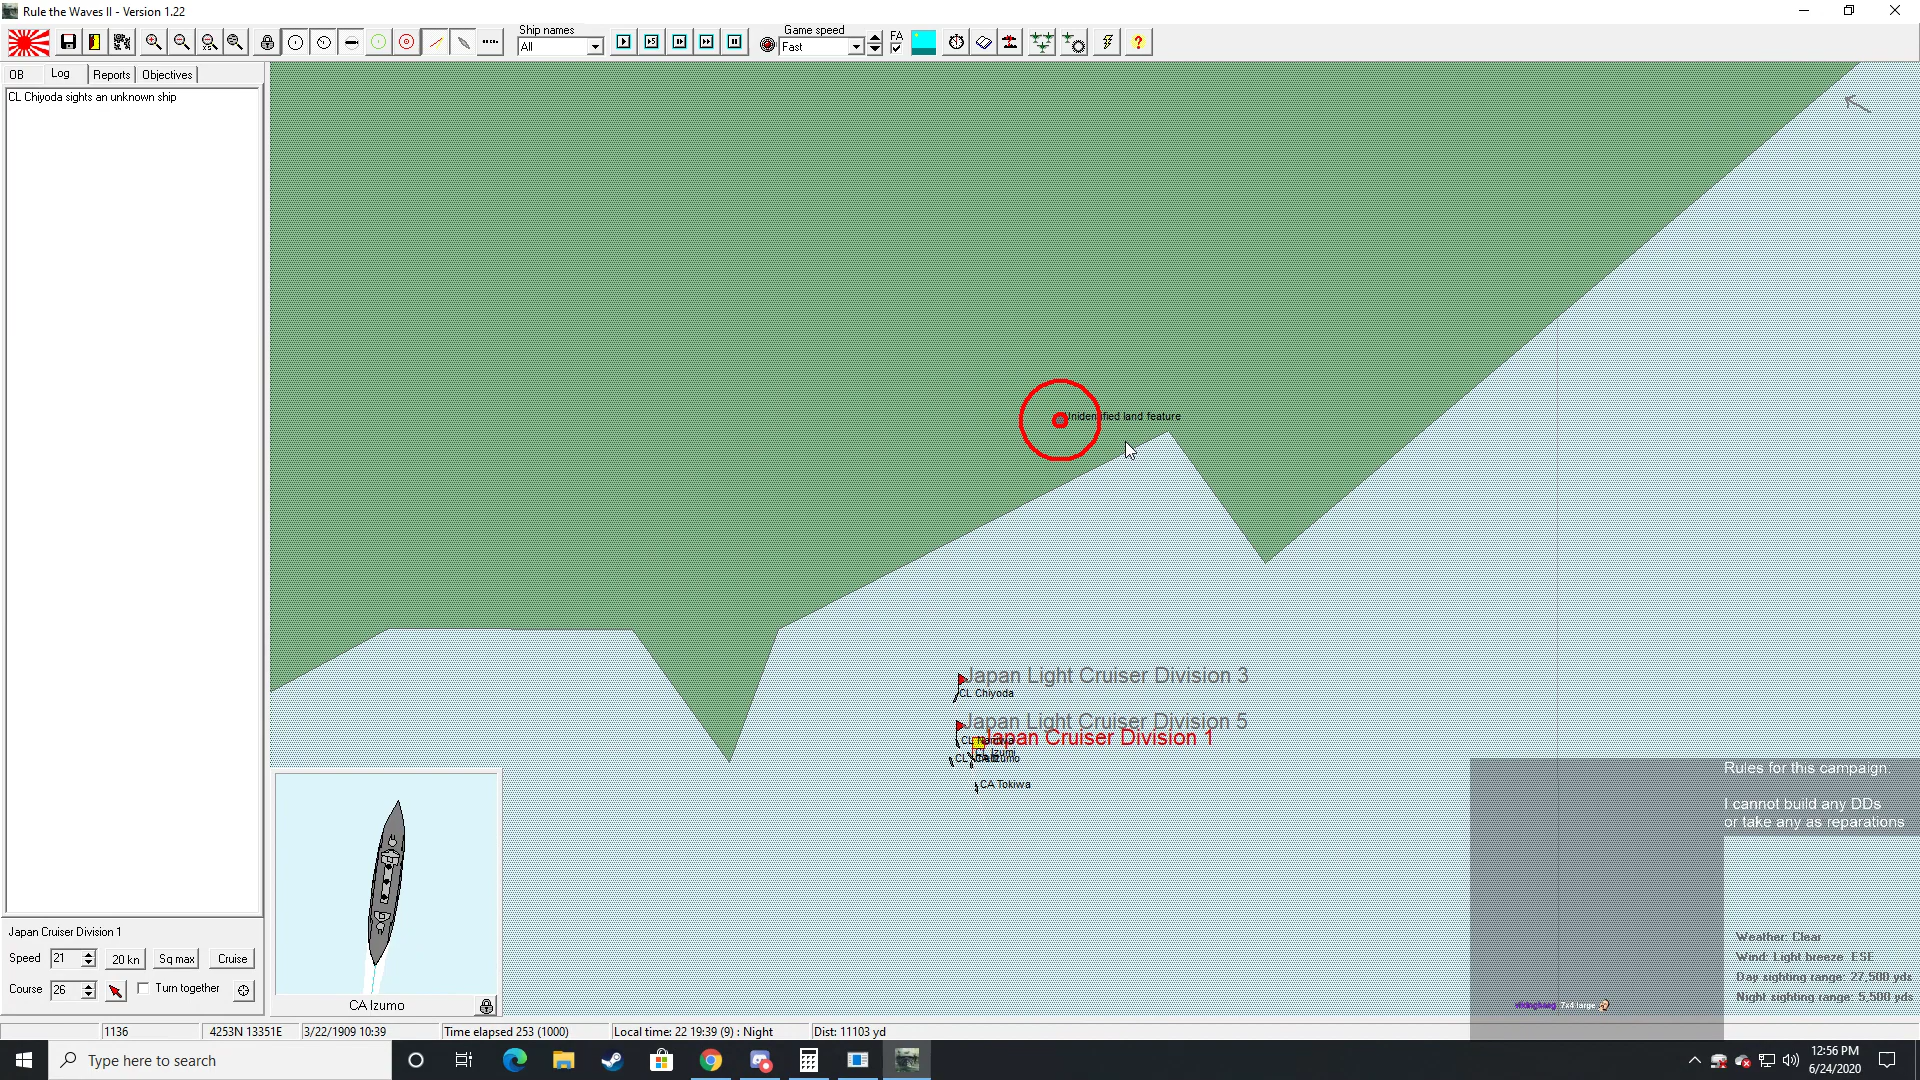 Rule the Waves II - Version 1.22
Ship names
All
Game speed
Fast
FA
OB
Log
Reports
Objectives
CL Chiyoda sights an unknown ship
Unidentified land feature
Japan Light Cruiser Division 3
CL Chiyoda
Japan Light Cruiser Division 5
Japan Cruiser Division 1
CA Tokiwa
Rules for this campaign.
I cannot build any DDs
or take any as reparations
Weather: Clear
Wind: Light breeze ESE
Day sighting range: 27,500 yds
Night sighting range: 5,500 yds
7x4 large
Japan Cruiser Division 1
Speed 21 20 kn Sq max Cruise
Course 26 Turn together
CA Izumo
1136 4253N 13351E 3/22/1909 10:39 Time elapsed 253 (1000) Local time: 22 19:39 (9) : Night Dist: 11103 yd
Type here to search
12:56 PM
6/24/2020